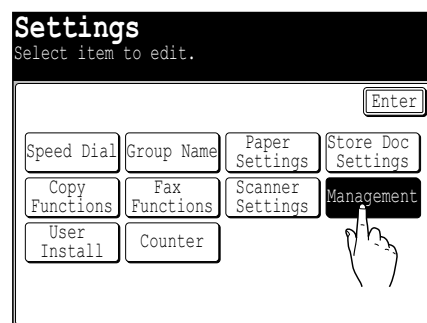 Settings
Select item to edit.
Enter
Speed Dial
Group Name
Paper
Settings
Store Doc
Settings
Copy
Functions
Fax
Functions
Scanner
Settings
Management
User
Install
Counter